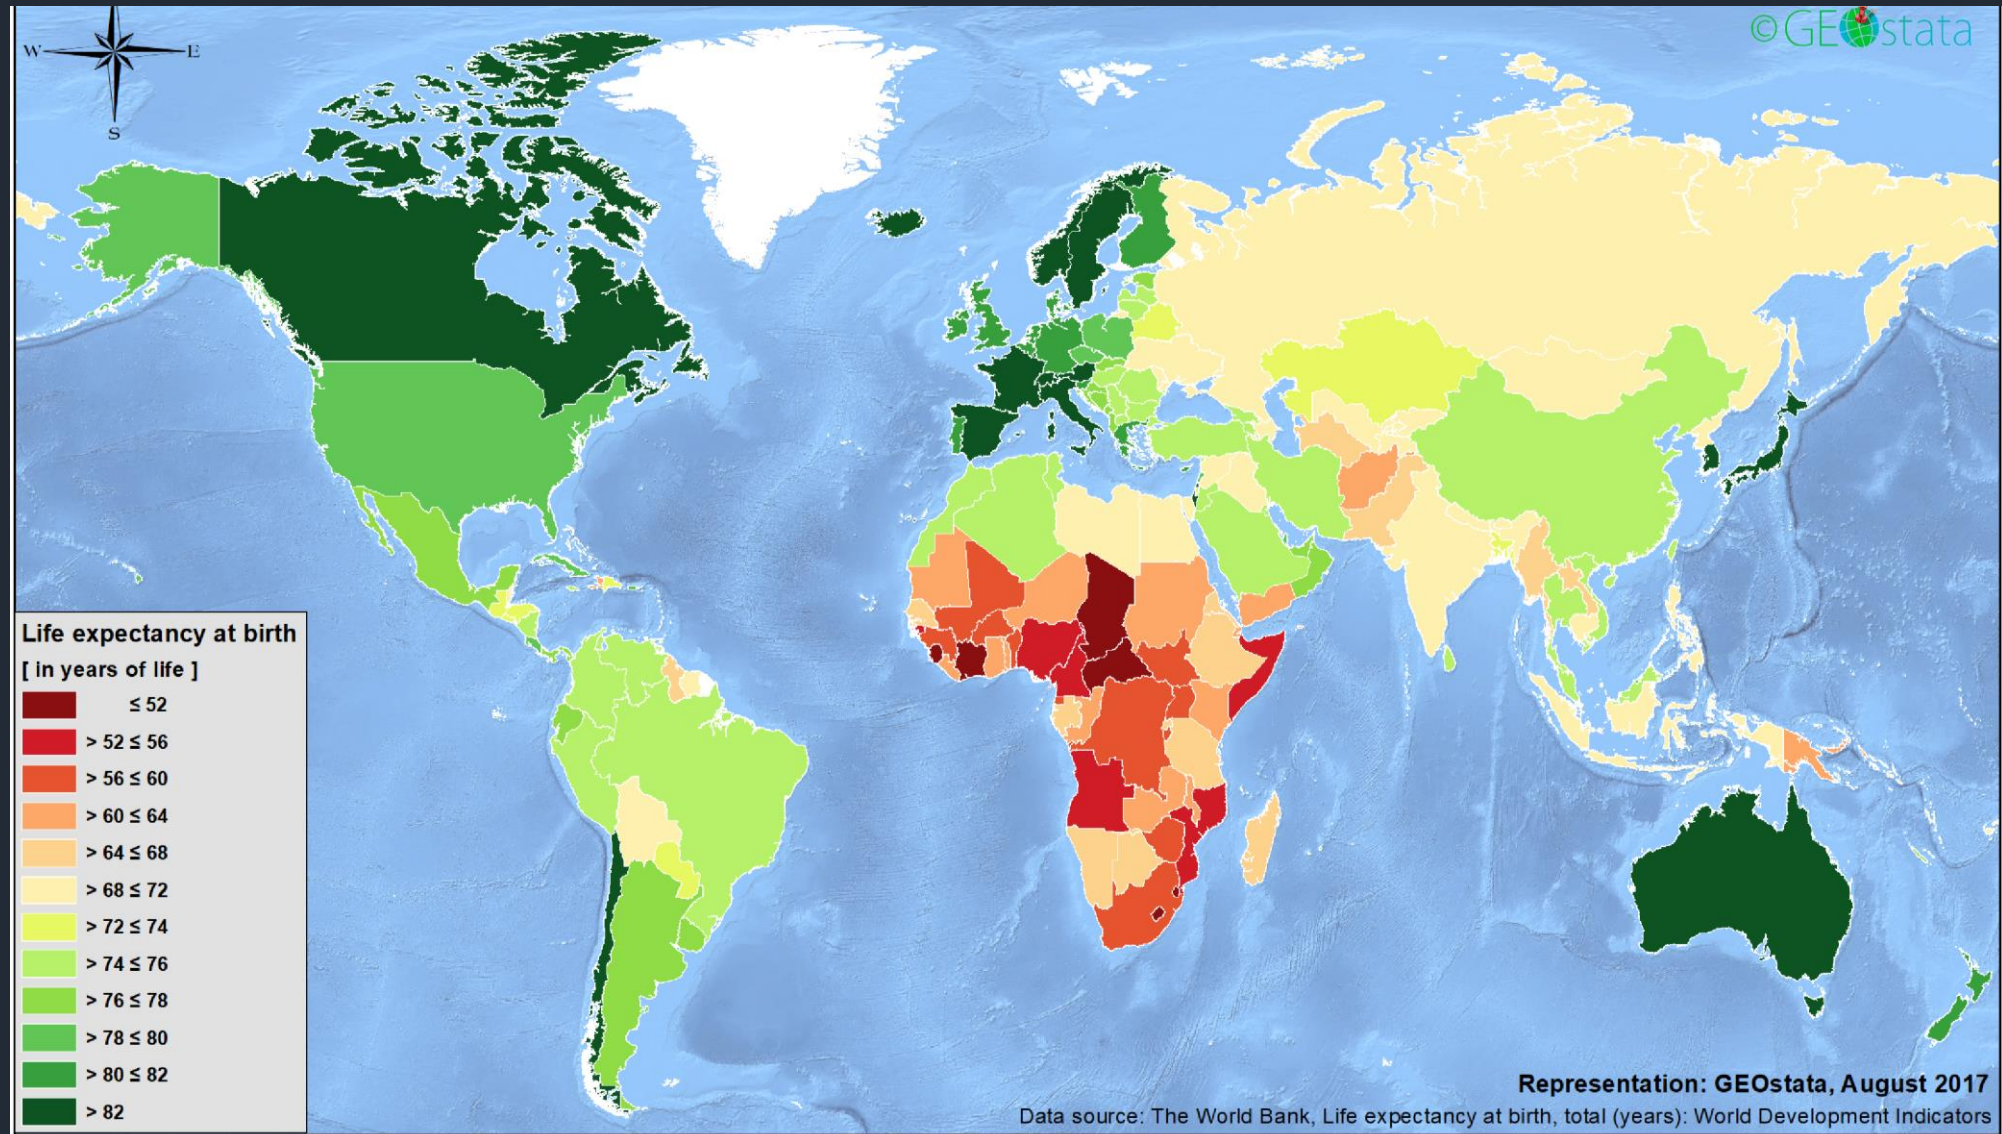 W E
S
©GEOstata
Life expectancy at birth
[ in years of life ]
≤ 52
> 52 ≤ 56
> 56 ≤ 60
> 60 ≤ 64
> 64 ≤ 68
> 68 ≤ 72
> 72 ≤ 74
> 74 ≤ 76
> 76 ≤ 78
> 78 ≤ 80
> 80 ≤ 82
> 82
Representation: GEOstata, August 2017
Data source: The World Bank, Life expectancy at birth, total (years): World Development Indicators